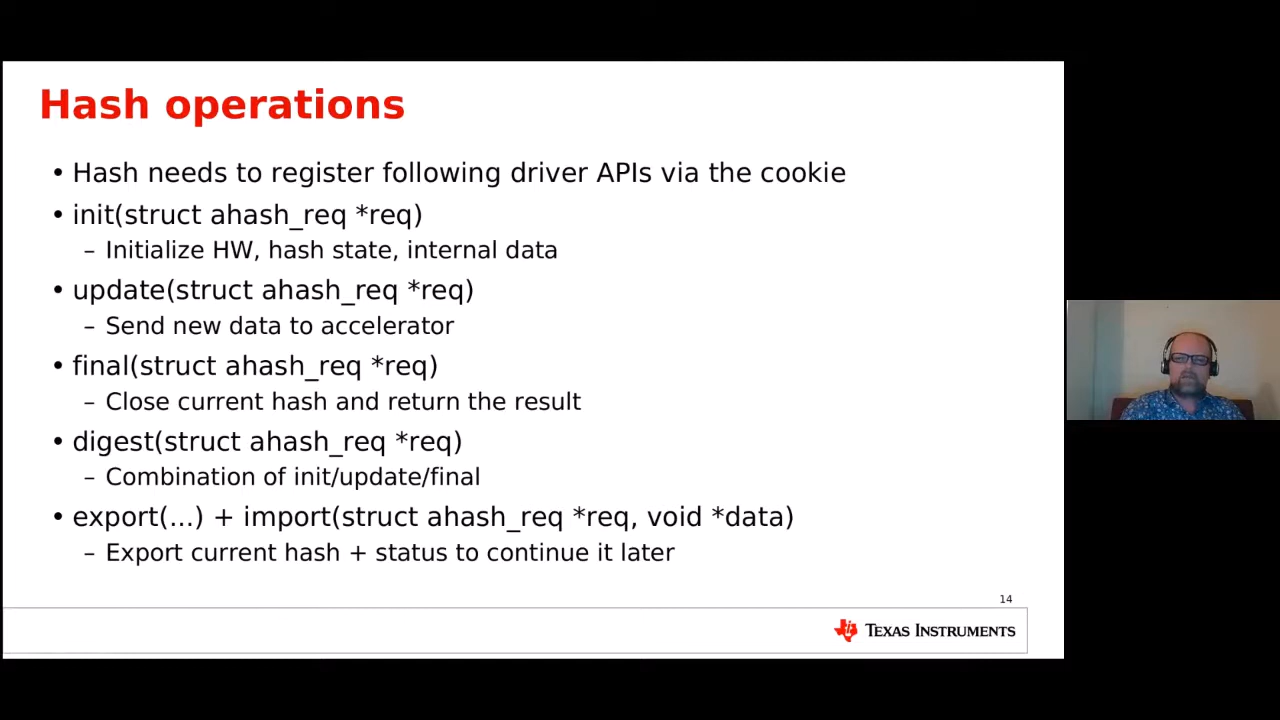 Hash operations
• Hash needs to register following driver APIs via the cookie
• init(struct ahash_req *req)
– Initialize HW, hash state, internal data
• update(struct ahash_req *req)
– Send new data to accelerator
• final(struct ahash_req *req)
– Close current hash and return the result
• digest(struct ahash_req *req)
– Combination of init/update/final
• export(...) + import(struct ahash_req *req, void *data)
– Export current hash + status to continue it later
14
TEXAS INSTRUMENTS